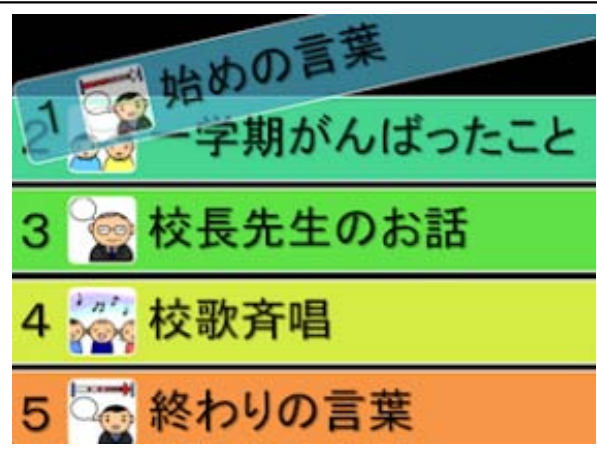 1 始めの言葉
2 一学期がんばったこと
3 校長先生のお話
4 校歌斉唱
5 終わりの言葉